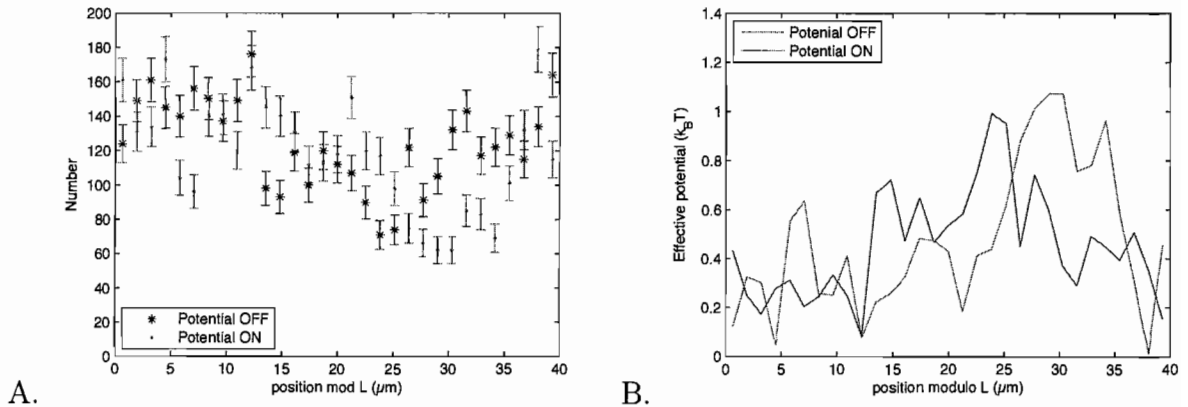 200
180
160
140
120
100
80
60
40
20
0
Number
Potential OFF
Potential ON
0 5 10 15 20 25 30 35 40
position mod L (µm)
A.
1.4
1.2
1
0.8
0.6
0.4
0.2
0
Effective potential (k_BT)
Potenial OFF
Potential ON
0 5 10 15 20 25 30 35 40
position modulo L (µm)
B.